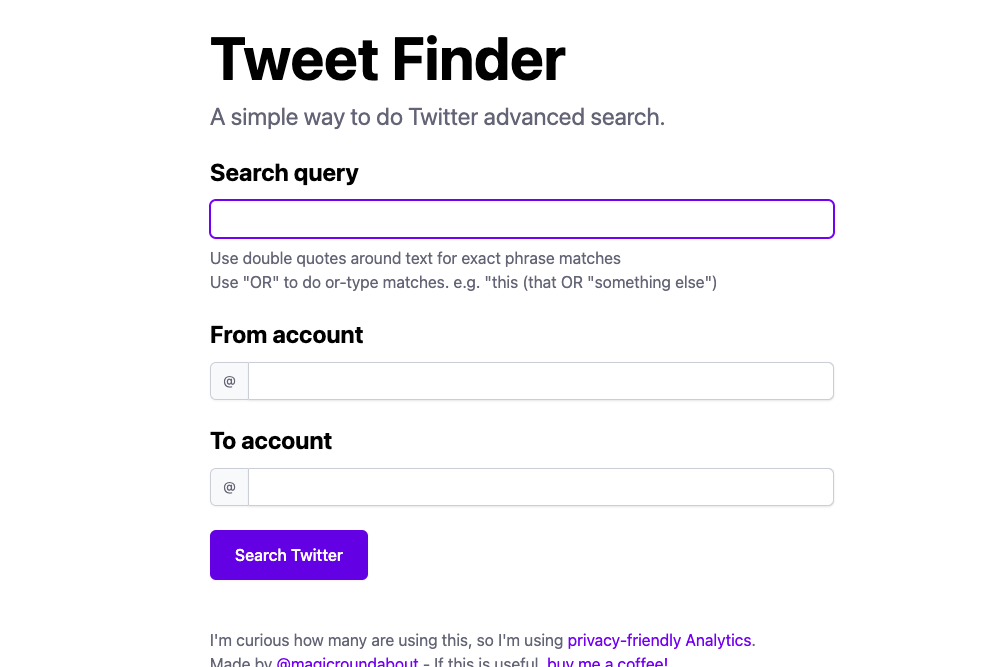 Tweet Finder
A simple way to do Twitter advanced search.
Search query
Use double quotes around text for exact phrase matches
Use "OR" to do or-type matches. e.g. "this (that OR "something else")
From account
@
To account
@
Search Twitter
I'm curious how many are using this, so I'm using privacy-friendly Analytics.
Made by @magicroundabout - If this is useful, buy me a coffee!